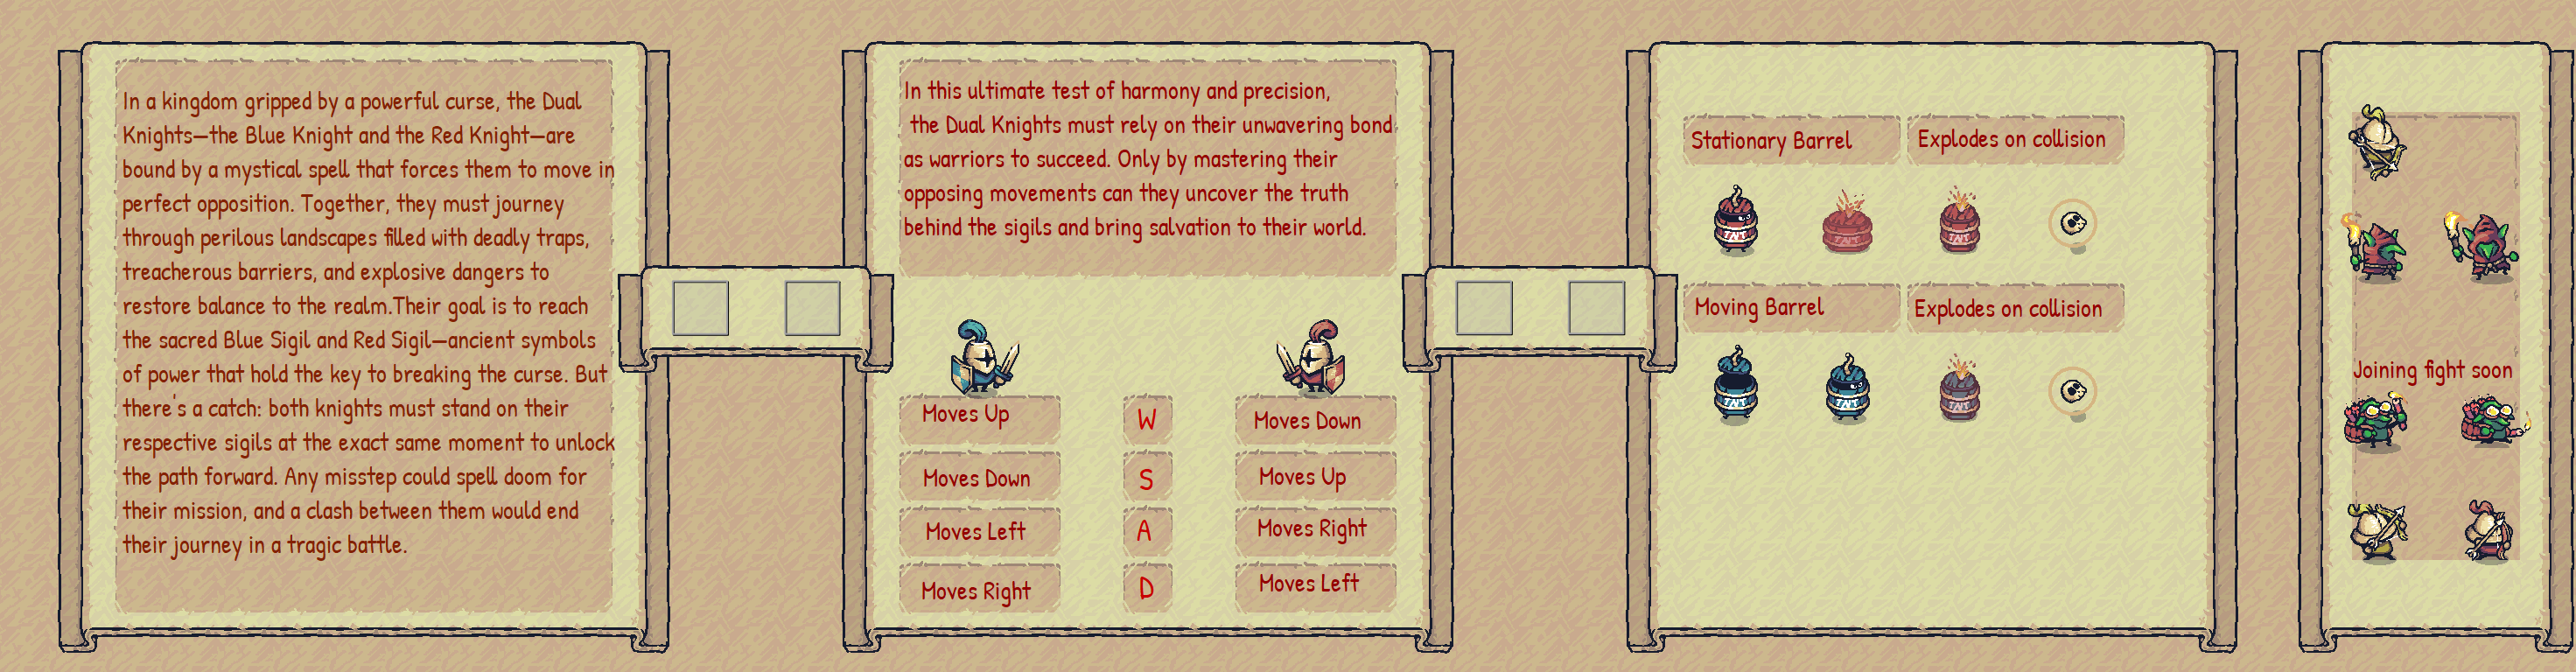 In a kingdom gripped by a powerful curse, the Dual
Knights—the Blue Knight and the Red Knight—are
bound by a mystical spell that forces them to move in
perfect opposition. Together, they must journey
through perilous landscapes filled with deadly traps,
treacherous barriers, and explosive dangers to
restore balance to the realm.Their goal is to reach
the sacred Blue Sigil and Red Sigil—ancient symbols
of power that hold the key to breaking the curse. But
there's a catch: both knights must stand on their
respective sigils at the exact same moment to unlock
the path forward. Any misstep could spell doom for
their mission, and a clash between them would end
their journey in a tragic battle.
In this ultimate test of harmony and precision,
the Dual Knights must rely on their unwavering bond
as warriors to succeed. Only by mastering their
opposing movements can they uncover the truth
behind the sigils and bring salvation to their world.
Moves Up W Moves Down
Moves Down S Moves Up
Moves Left A Moves Right
Moves Right D Moves Left
Stationary Barrel Explodes on collision
TNT TNT TNT
Moving Barrel Explodes on collision
TNT TNT TNT
Joining fight soon